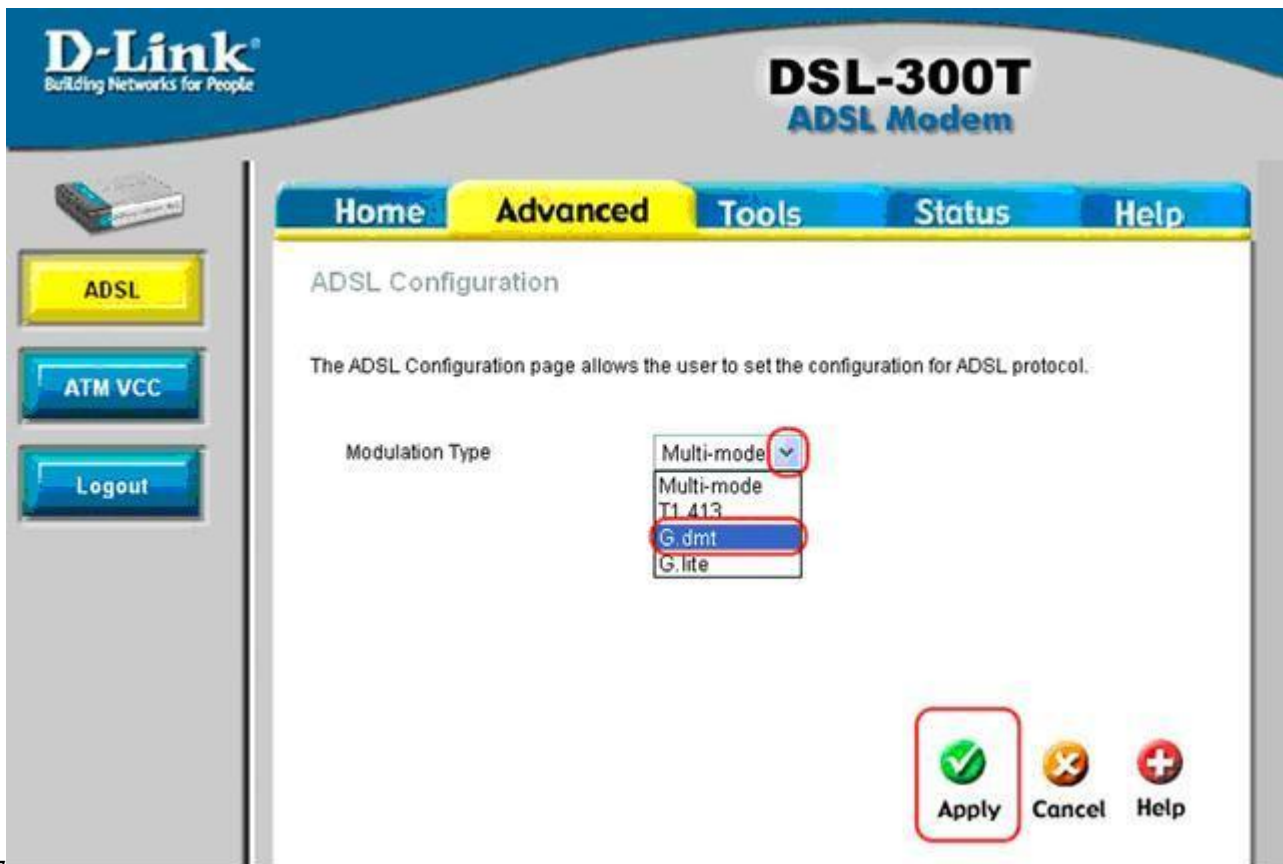 D-Link
Building Networks for People
DSL-300T
ADSL Modem
Home
Advanced
Tools
Status
Help
ADSL
ATM VCC
Logout
ADSL Configuration
The ADSL Configuration page allows the user to set the configuration for ADSL protocol.
Modulation Type
Multi-mode
Multi-mode
T1.413
G.dmt
G.lite
Apply
Cancel
Help